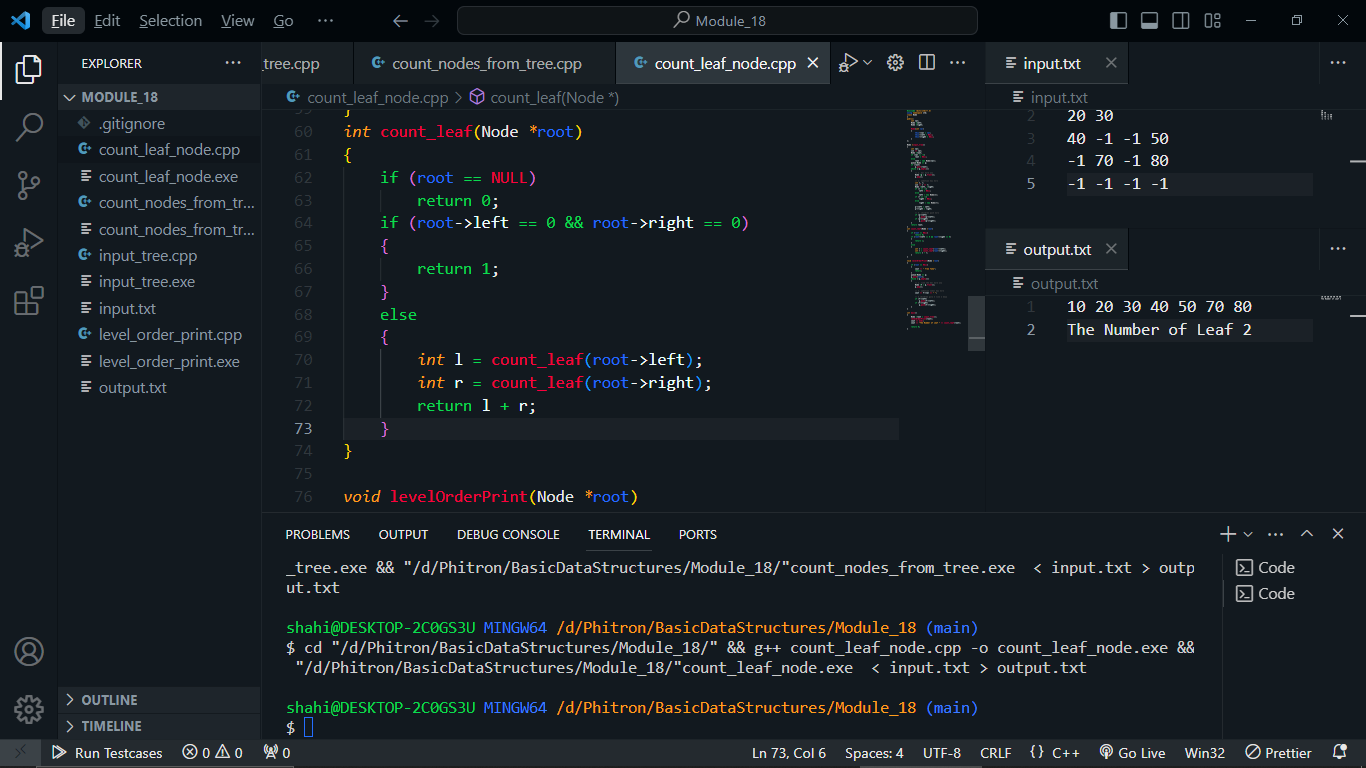 File Edit Selection View Go ··· Module_18
EXPLORER ···
MODULE_18
.gitignore
count_leaf_node.cpp
count_leaf_node.exe
count_nodes_from_tr...
count_nodes_from_tr...
input_tree.cpp
input_tree.exe
input.txt
level_order_print.cpp
level_order_print.exe
output.txt
OUTLINE
TIMELINE
_tree.cpp count_nodes_from_tree.cpp count_leaf_node.cpp
count_leaf_node.cpp > count_leaf(Node *)
}
60 int count_leaf(Node *root)
61 {
62 if (root == NULL)
63 return 0;
64 if (root->left == 0 && root->right == 0)
65 {
66 return 1;
67 }
68 else
69 {
70 int l = count_leaf(root->left);
71 int r = count_leaf(root->right);
72 return l + r;
73 }
74 }
75
76 void levelOrderPrint(Node *root)
input.txt
input.txt
2 20 30
3 40 -1 -1 50
4 -1 70 -1 80
5 -1 -1 -1 -1
output.txt
output.txt
1 10 20 30 40 50 70 80
2 The Number of Leaf 2
PROBLEMS OUTPUT DEBUG CONSOLE TERMINAL PORTS
_tree.exe && "/d/Phitron/BasicDataStructures/Module_18/"count_nodes_from_tree.exe < input.txt > outp
ut.txt
shahi@DESKTOP-2C0GS3U MINGW64 /d/Phitron/BasicDataStructures/Module_18 (main)
$ cd "/d/Phitron/BasicDataStructures/Module_18/" && g++ count_leaf_node.cpp -o count_leaf_node.exe &&
"/d/Phitron/BasicDataStructures/Module_18/"count_leaf_node.exe < input.txt > output.txt
shahi@DESKTOP-2C0GS3U MINGW64 /d/Phitron/BasicDataStructures/Module_18 (main)
$
Code
Code
Run Testcases 0 0 0 Ln 73, Col 6 Spaces: 4 UTF-8 CRLF {} C++ Go Live Win32 Prettier